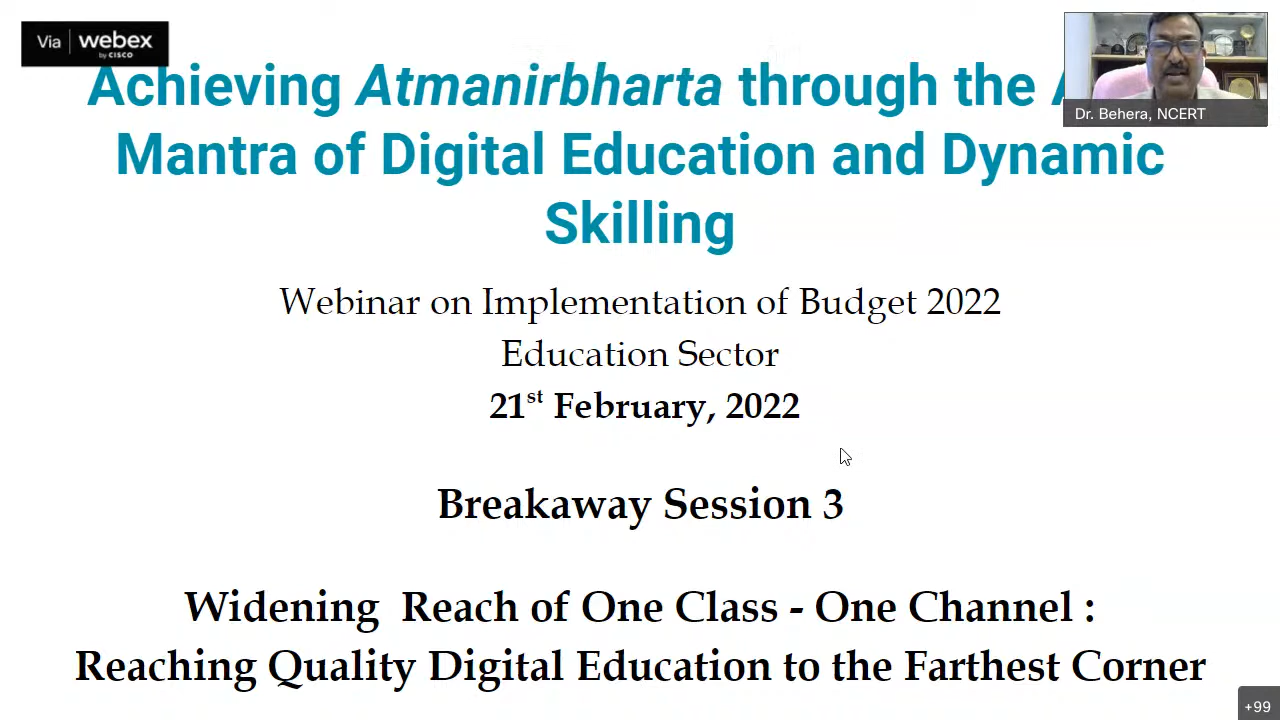 Via webex
by CISCO
Achieving Atmanirbharta through the
Mantra of Digital Education and Dynamic
Skilling
Dr. Behera, NCERT
Webinar on Implementation of Budget 2022
Education Sector
21st February, 2022
Breakaway Session 3
Widening Reach of One Class - One Channel :
Reaching Quality Digital Education to the Farthest Corner
+99